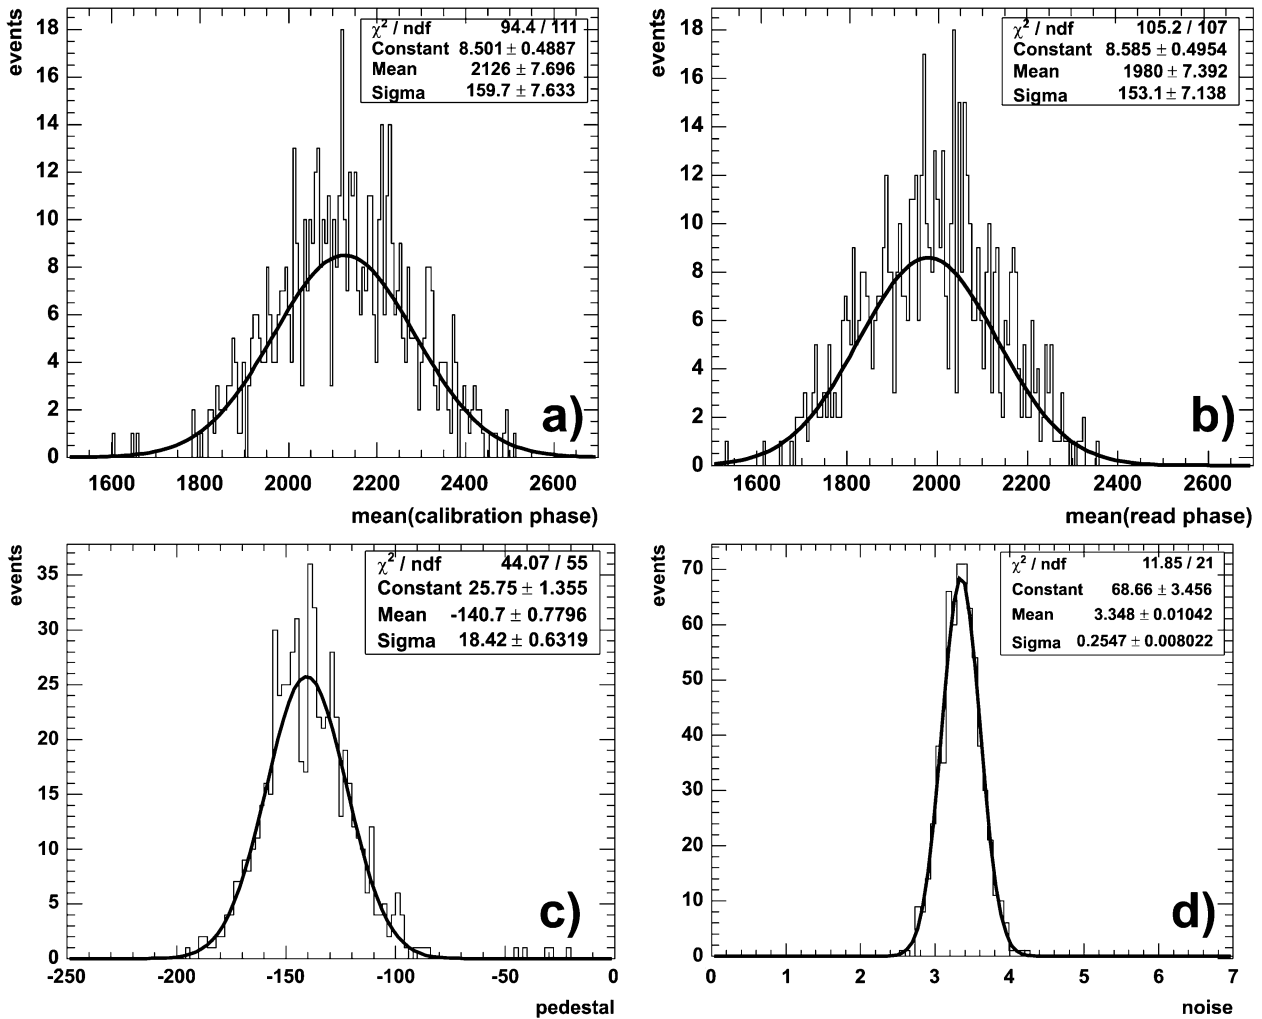 events
χ² / ndf 94.4 / 111
Constant 8.501 ± 0.4887
Mean 2126 ± 7.696
Sigma 159.7 ± 7.633
18
16
14
12
10
8
6
4
2
0
a)
1600 1800 2000 2200 2400 2600
mean(calibration phase)
events
χ² / ndf 105.2 / 107
Constant 8.585 ± 0.4954
Mean 1980 ± 7.392
Sigma 153.1 ± 7.138
18
16
14
12
10
8
6
4
2
0
b)
1600 1800 2000 2200 2400 2600
mean(read phase)
events
χ² / ndf 44.07 / 55
Constant 25.75 ± 1.355
Mean -140.7 ± 0.7796
Sigma 18.42 ± 0.6319
35
30
25
20
15
10
5
0
c)
-250 -200 -150 -100 -50 0
pedestal
events
χ² / ndf 11.85 / 21
Constant 68.66 ± 3.456
Mean 3.348 ± 0.01042
Sigma 0.2547 ± 0.008022
70
60
50
40
30
20
10
0
d)
0 1 2 3 4 5 6 7
noise